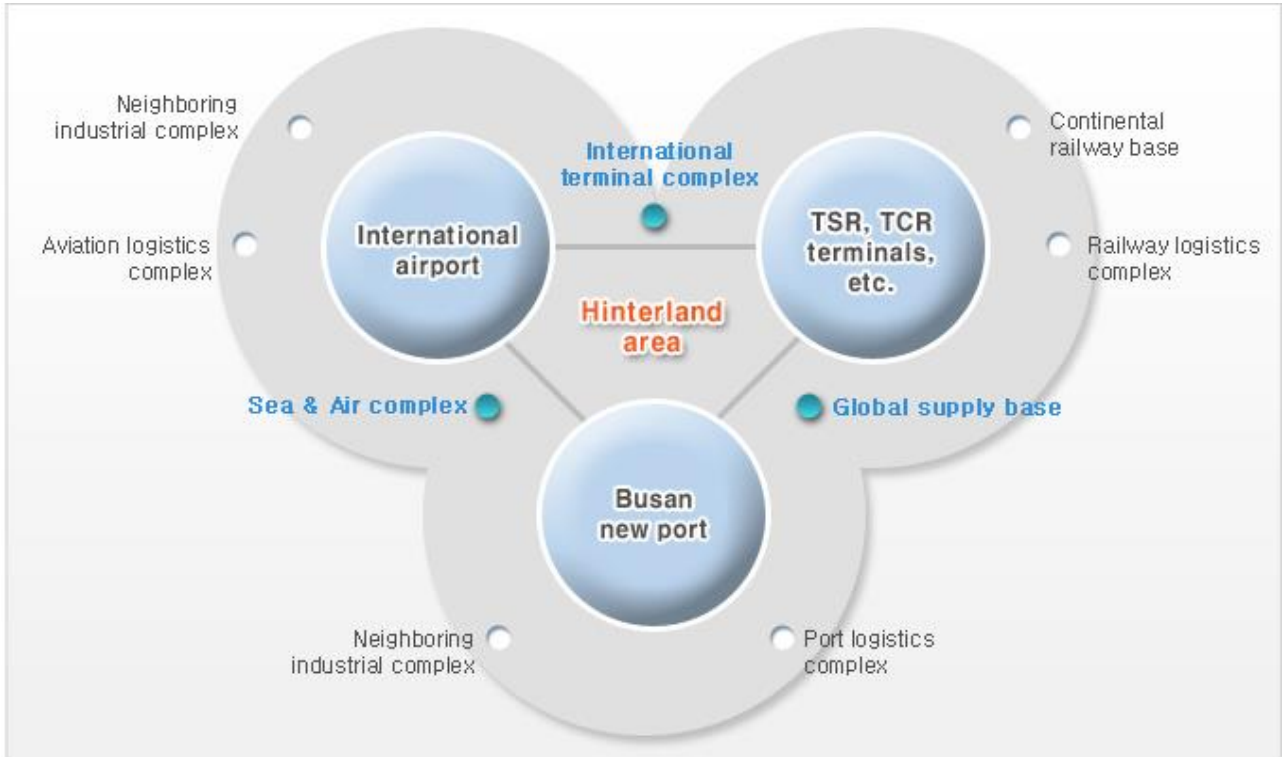 Neighboring
industrial complex
Aviation logistics
complex
International
airport
International
terminal complex
TSR, TCR
terminals,
etc.
Continental
railway base
Railway logistics
complex
Hinterland
area
Sea & Air complex
Global supply base
Busan
new port
Neighboring
industrial complex
Port logistics
complex